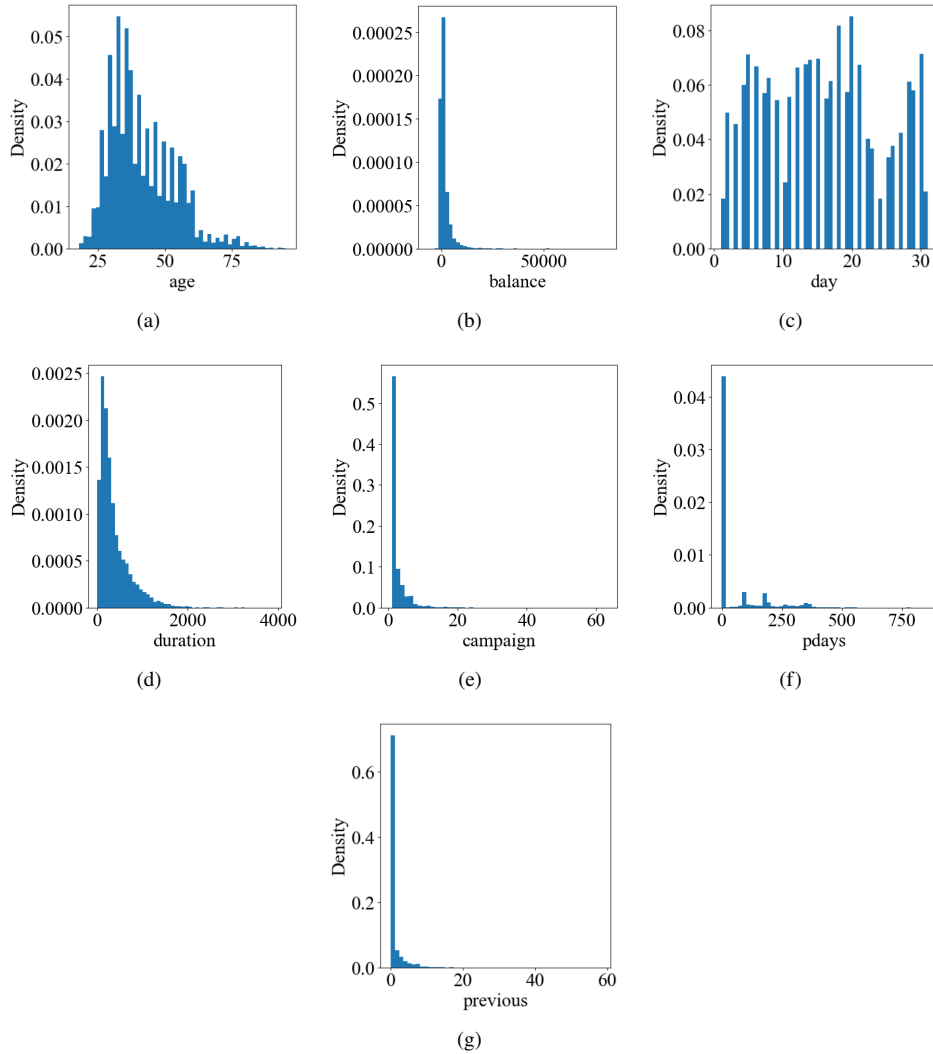 0.05
0.04
0.03
0.02
0.01
0.00
Density
25
50
75
age
(a)
0.00025
0.00020
0.00015
0.00010
0.00005
0.00000
Density
0
50000
balance
(b)
0.08
0.06
0.04
0.02
0.00
Density
0
10
20
30
day
(c)
0.0025
0.0020
0.0015
0.0010
0.0005
0.0000
Density
0
2000
4000
duration
(d)
0.5
0.4
0.3
0.2
0.1
0.0
Density
0
20
40
60
campaign
(e)
0.04
0.03
0.02
0.01
0.00
Density
0
250
500
750
pdays
(f)
0.6
0.4
0.2
0.0
Density
0
20
40
60
previous
(g)